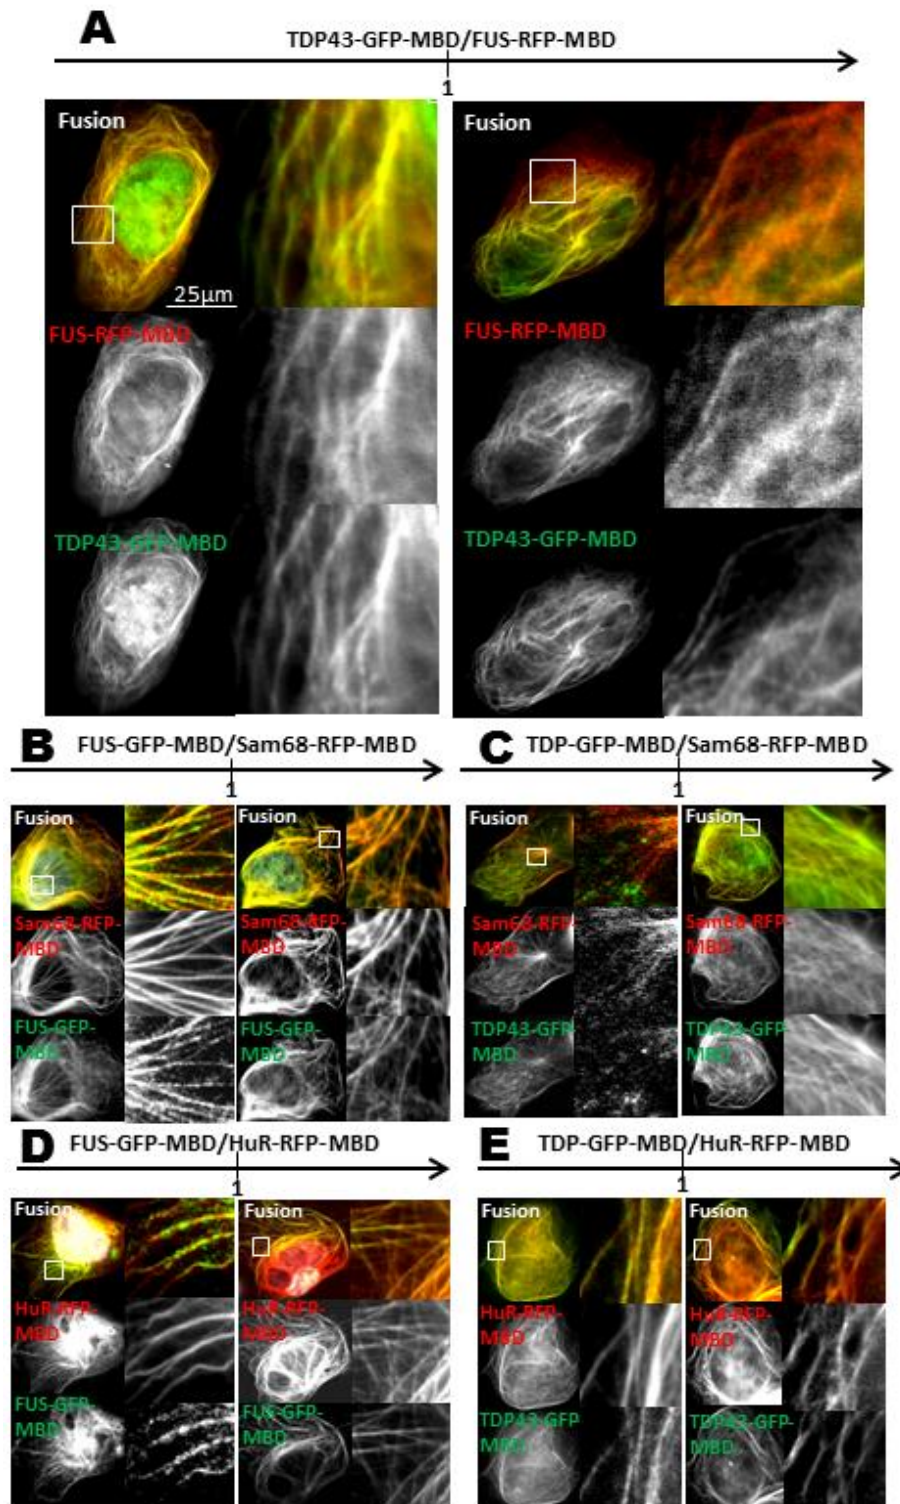 A
TDP43-GFP-MBD/FUS-RFP-MBD
1
Fusion
25µm
FUS-RFP-MBD
TDP43-GFP-MBD
Fusion
FUS-RFP-MBD
TDP43-GFP-MBD
B
FUS-GFP-MBD/Sam68-RFP-MBD
1
Fusion
Sam68-RFP-
MBD
FUS-GFP-
MBD
Fusion
Sam68-RFP-
MBD
FUS-GFP-
MBD
C
TDP-GFP-MBD/Sam68-RFP-MBD
1
Fusion
Sam68-RFP-
MBD
TDP43-GFP-
MBD
Fusion
Sam68-RFP-
MBD
TDP43-GFP-
MBD
D
FUS-GFP-MBD/HuR-RFP-MBD
1
Fusion
HuR-RFP-
MBD
FUS-GFP-
MBD
Fusion
HuR-RFP-
MBD
FUS-GFP-
MBD
E
TDP-GFP-MBD/HuR-RFP-MBD
1
Fusion
HuR-RFP-
MBD
TDP43-GFP-
MBD
Fusion
HuR-RFP-
MBD
TDP43-GFP-
MBD